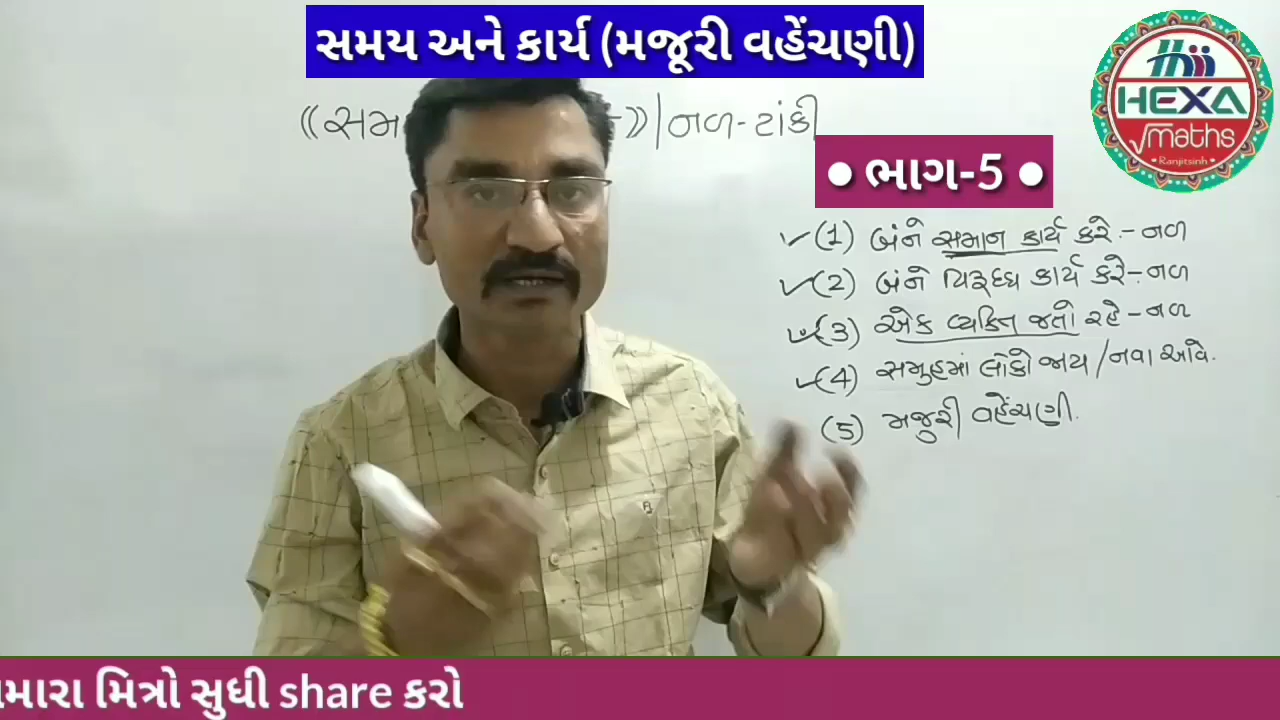 સમય અને કાર્ય (મજૂરી વહેંચણી)
HEXA
maths
Ranjitsinh
((સમ )) | નળ-ટાંકી
• ભાગ-5 •
(1) બંને સમાન કાર્ય કરે - નળ
(2) બંને વિરૂધ્ધ કાર્ય કરે - નળ
(3) એક વ્યકિત જતો રહે - નળ
(4) સમુહમાં લોકો જાય / નવા આવે.
(5) મજુરી વહેંચણી.
મારા મિત્રો સુધી share કરો